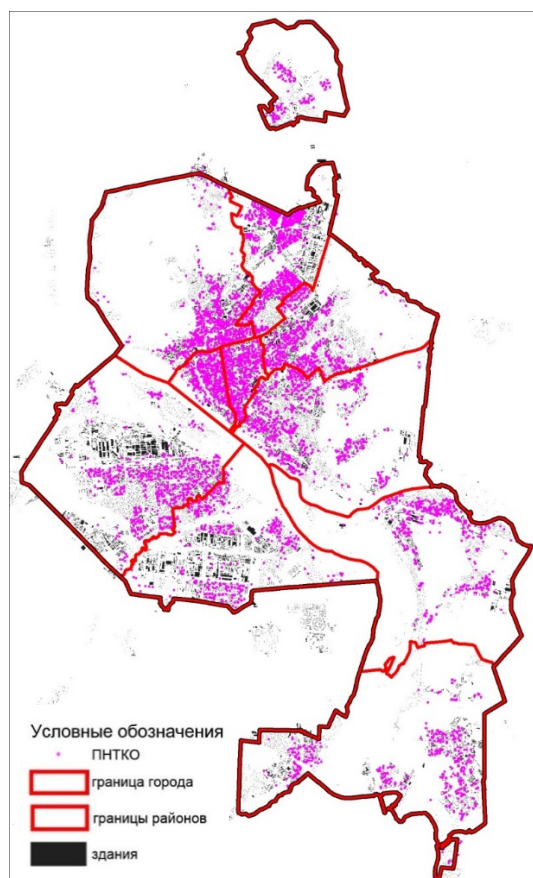 Условные обозначения
ПНТКО
граница города
границы районов
здания